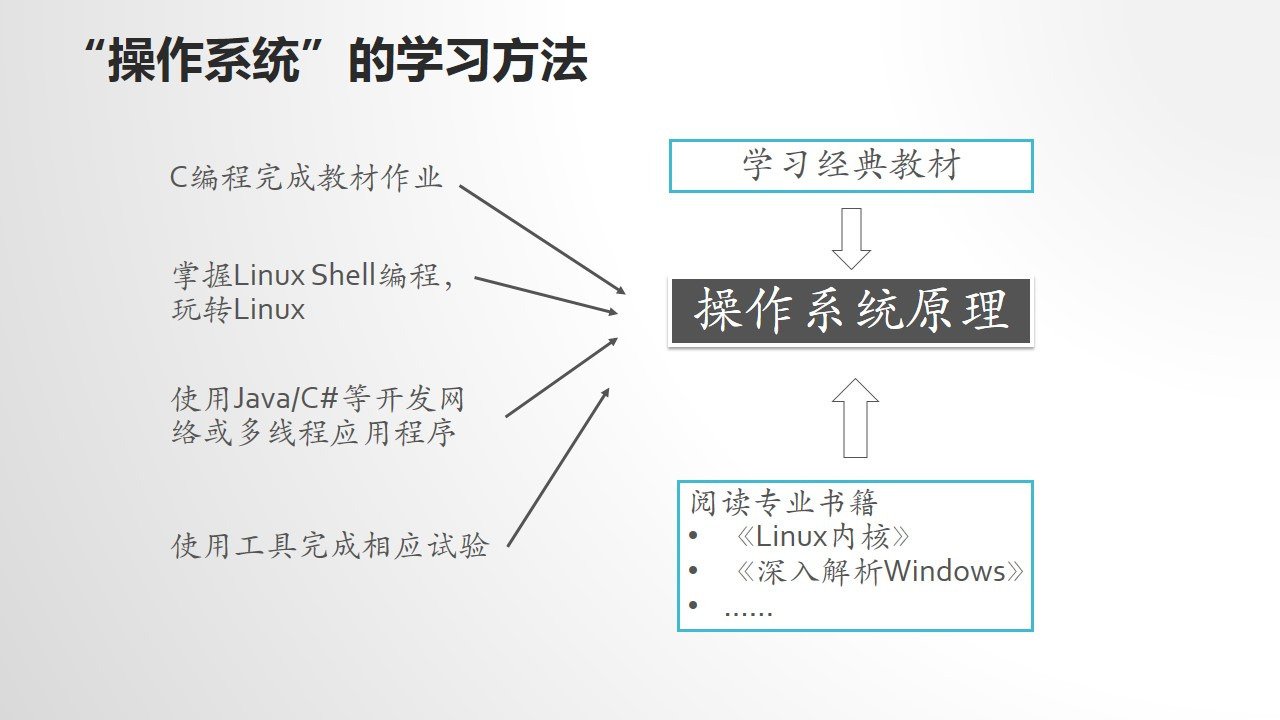 “操作系统”的学习方法
C编程完成教材作业
掌握Linux Shell编程，
玩转Linux
使用Java/C#等开发网
络或多线程应用程序
使用工具完成相应试验
学习经典教材
操作系统原理
阅读专业书籍
• 《Linux内核》
• 《深入解析Windows》
• ......